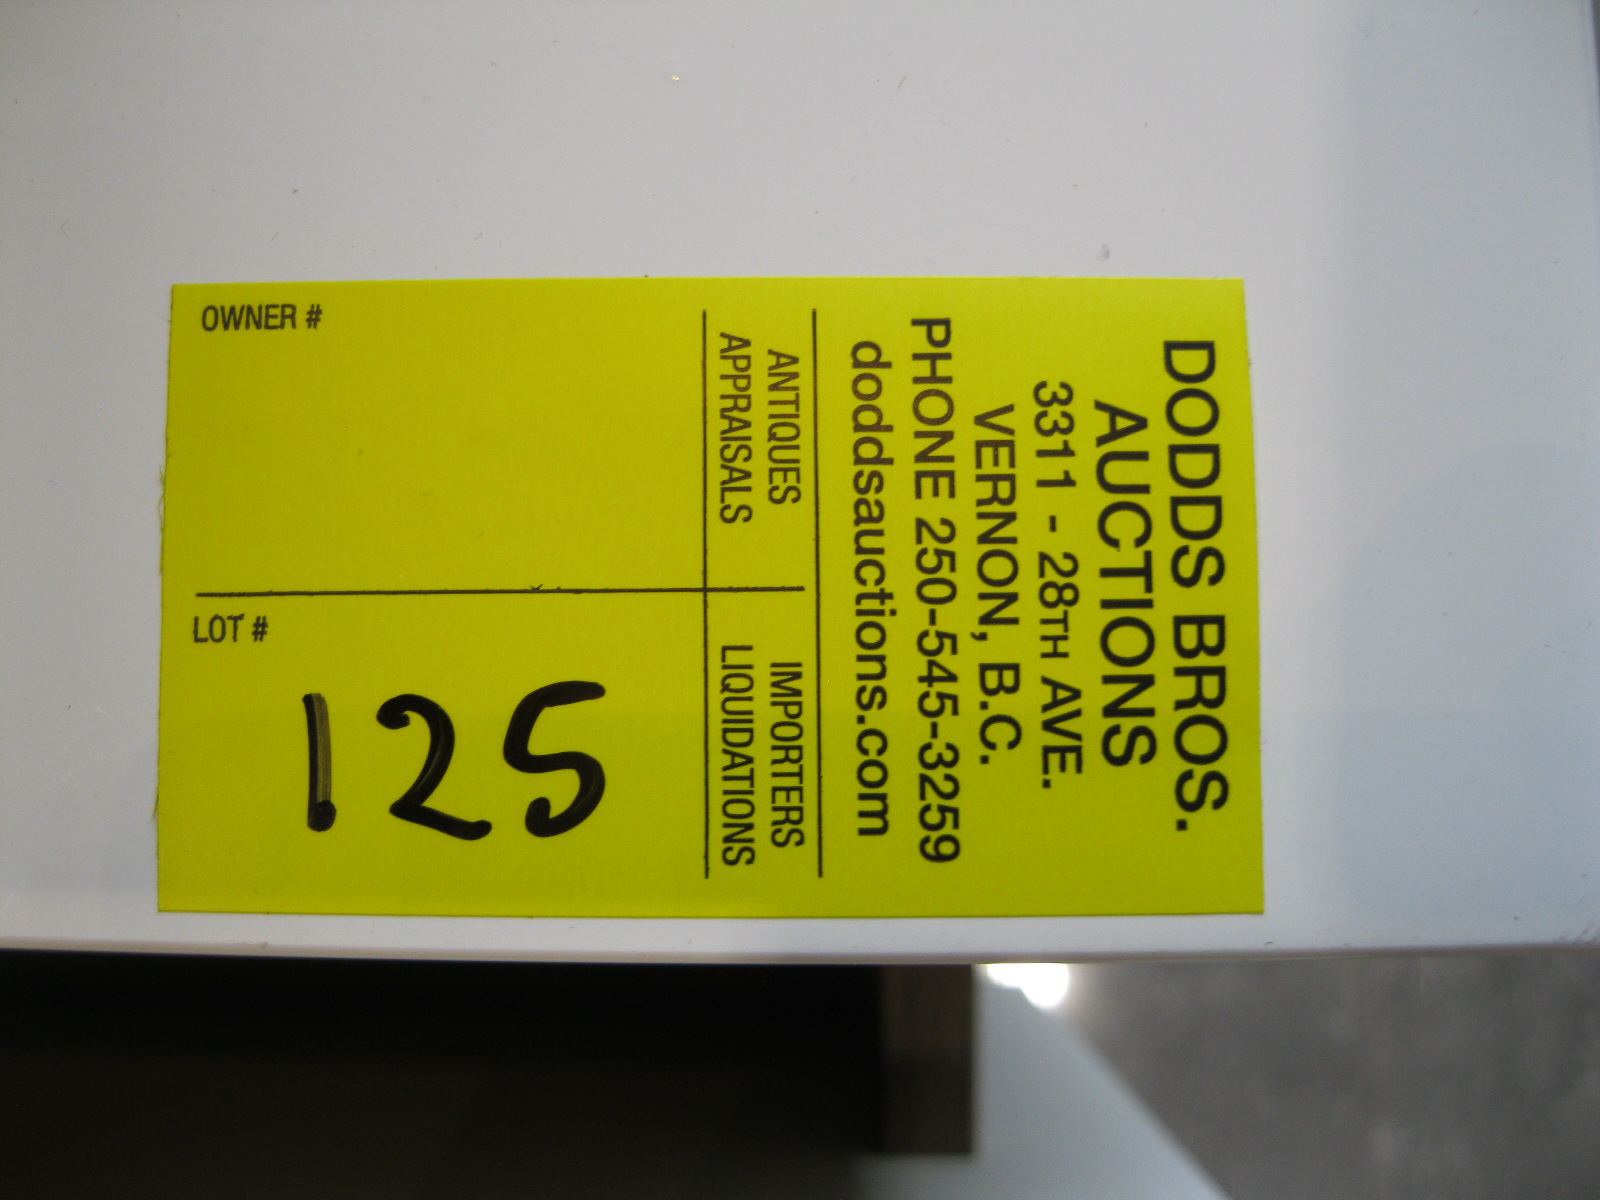 DODDS BROS.
AUCTIONS
3311 - 28TH AVE.
VERNON, B.C.
PHONE 250-545-3259
doddsauctions.com
ANTIQUES
APPRAISALS
IMPORTERS
LIQUIDATIONS
OWNER #
LOT #
125